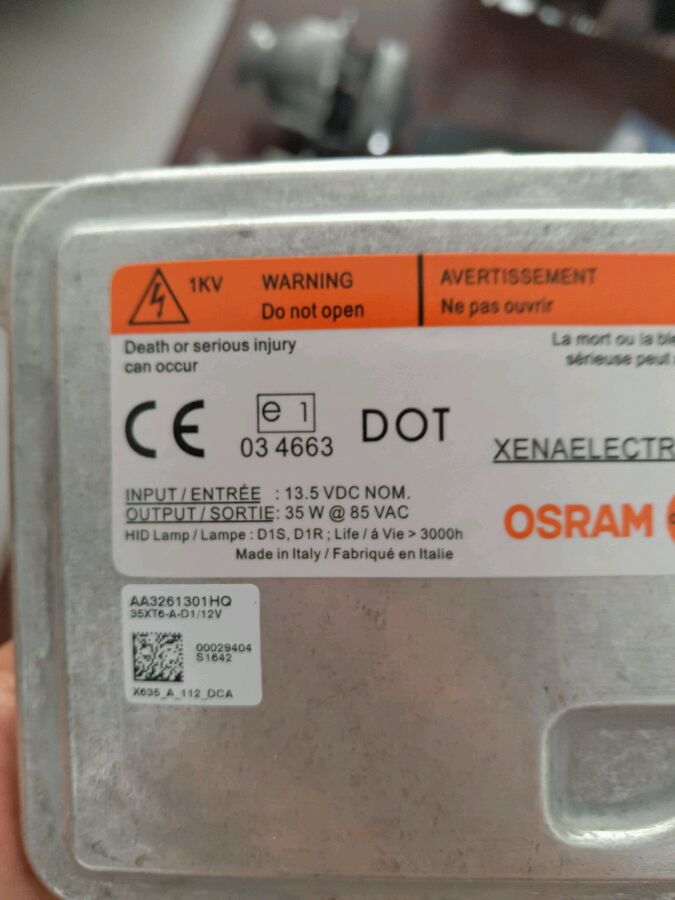 1KV WARNING AVERTISSEMENT
Do not open Ne pas ouvrir
Death or serious injury
can occur
La mort ou la
sérieuse peut
CE e1 DOT
03 4663
XENAELECTR
INPUT / ENTRÉE : 13.5 VDC NOM.
OUTPUT / SORTIE: 35 W @ 85 VAC
HID Lamp / Lampe : D1S, D1R ; Life / á Vie > 3000h
Made in Italy / Fabriqué en Italie
OSRAM
AA3261301HQ
35XT6-A-D1/12V
00029404
S1642
X635_A_112_DCA